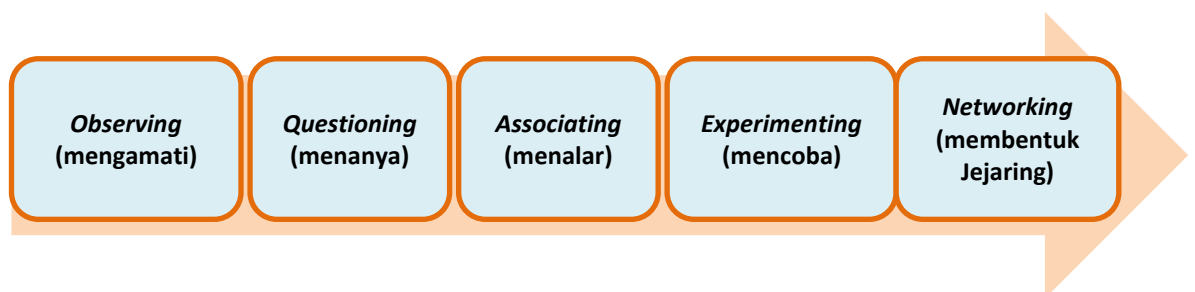 Observing
(mengamati)
Questioning
(menanya)
Associating
(menalar)
Experimenting
(mencoba)
Networking
(membentuk
Jejaring)